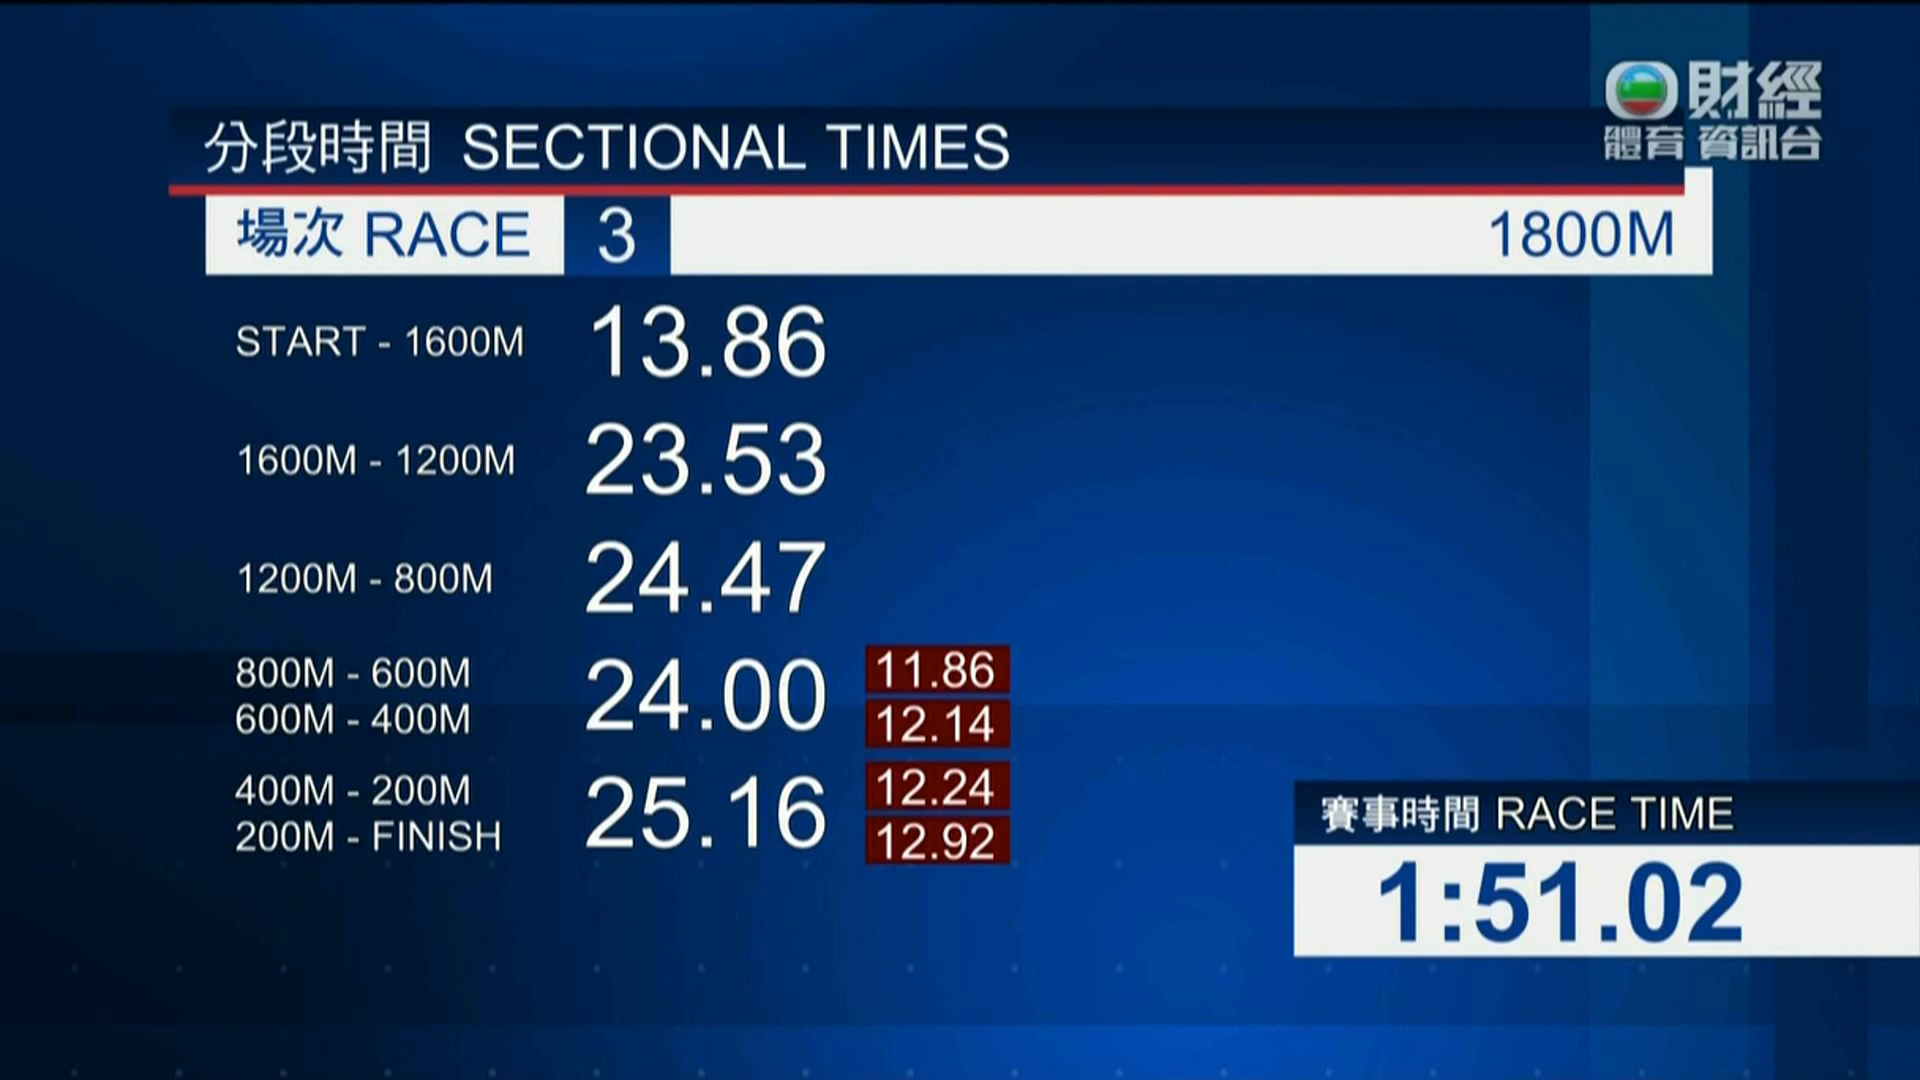 財經
體育 資訊台
分段時間 SECTIONAL TIMES
場次 RACE 3 1800M
START - 1600M 13.86
1600M - 1200M 23.53
1200M - 800M 24.47
800M - 600M 24.00 11.86
600M - 400M 12.14
400M - 200M 25.16 12.24
200M - FINISH 12.92
賽事時間 RACE TIME
1:51.02